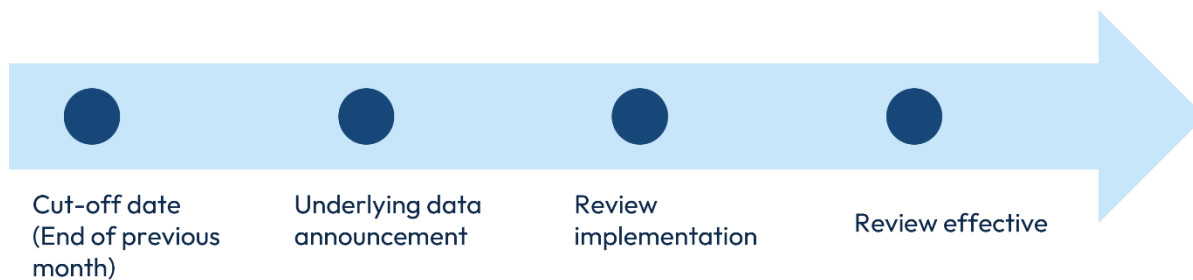 Cut-off date
(End of previous
month)
Underlying data
announcement
Review
implementation
Review effective